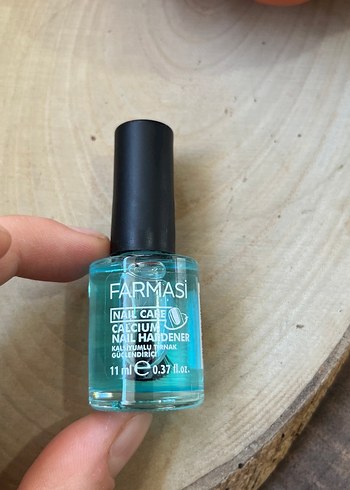 FARMASi
NAIL CARE
CALCIUM
NAIL HARDENER
KALSİYUMLU TIRNAK
GÜÇLENDİRİCİ
11 ml e 0.37 fl.oz.